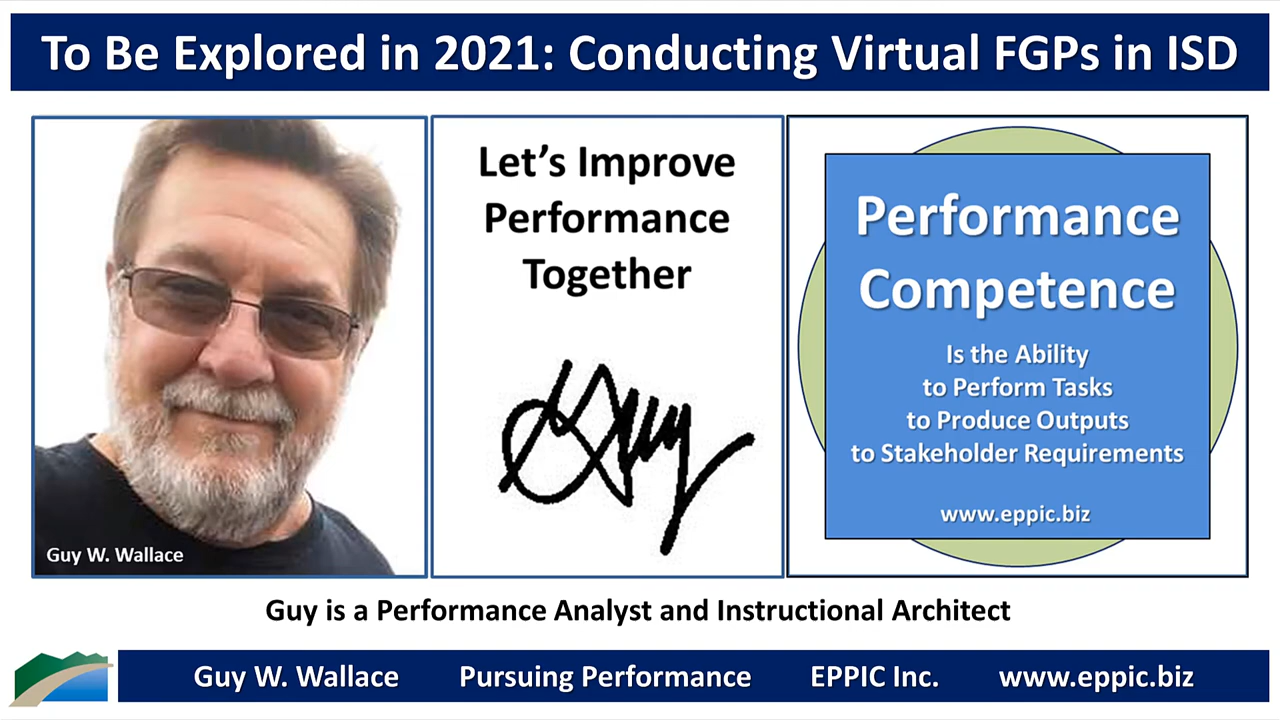 To Be Explored in 2021: Conducting Virtual FGPs in ISD
Guy W. Wallace
Let's Improve
Performance
Together
Guy
Performance
Competence
Is the Ability
to Perform Tasks
to Produce Outputs
to Stakeholder Requirements
www.eppic.biz
Guy is a Performance Analyst and Instructional Architect
Guy W. Wallace Pursuing Performance EPPIC Inc. www.eppic.biz